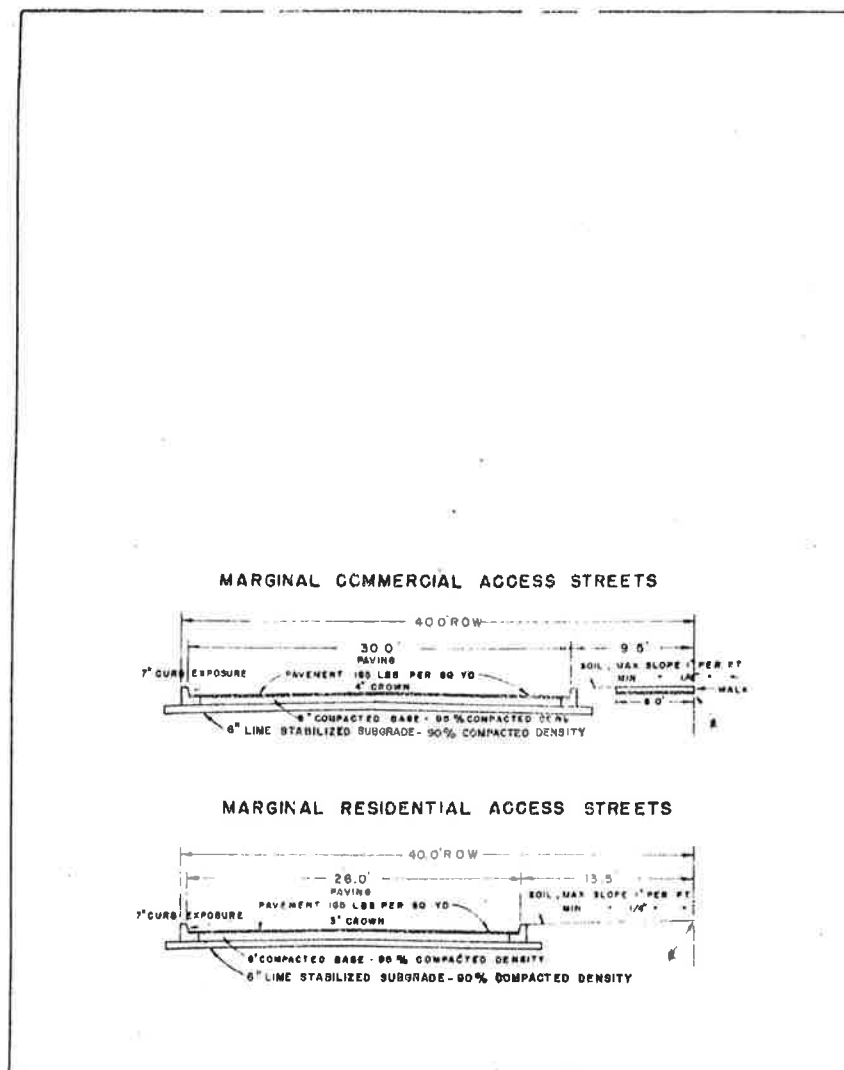 MARGINAL COMMERCIAL ACCESS STREETS
40.0' ROW
30.0' 9.5'
PAVING
SOIL, MAX SLOPE 1" PER FT
MIN " 1/4" " "
7" CURB EXPOSURE
PAVEMENT 165 LBS PER SQ YD
4" CROWN
WALK
6.0'
COMPACTED BASE - 95% COMPACTED
6" LIME STABILIZED SUBGRADE - 90% COMPACTED DENSITY
MARGINAL RESIDENTIAL ACCESS STREETS
40.0' ROW
26.0' 13.5
PAVING
SOIL, MAX SLOPE 1" PER FT
MIN " 1/4" " "
PAVEMENT 165 LBS PER SQ YD
7" CURB EXPOSURE
3" CROWN
COMPACTED BASE - 95% COMPACTED DENSITY
6" LIME STABILIZED SUBGRADE - 90% COMPACTED DENSITY